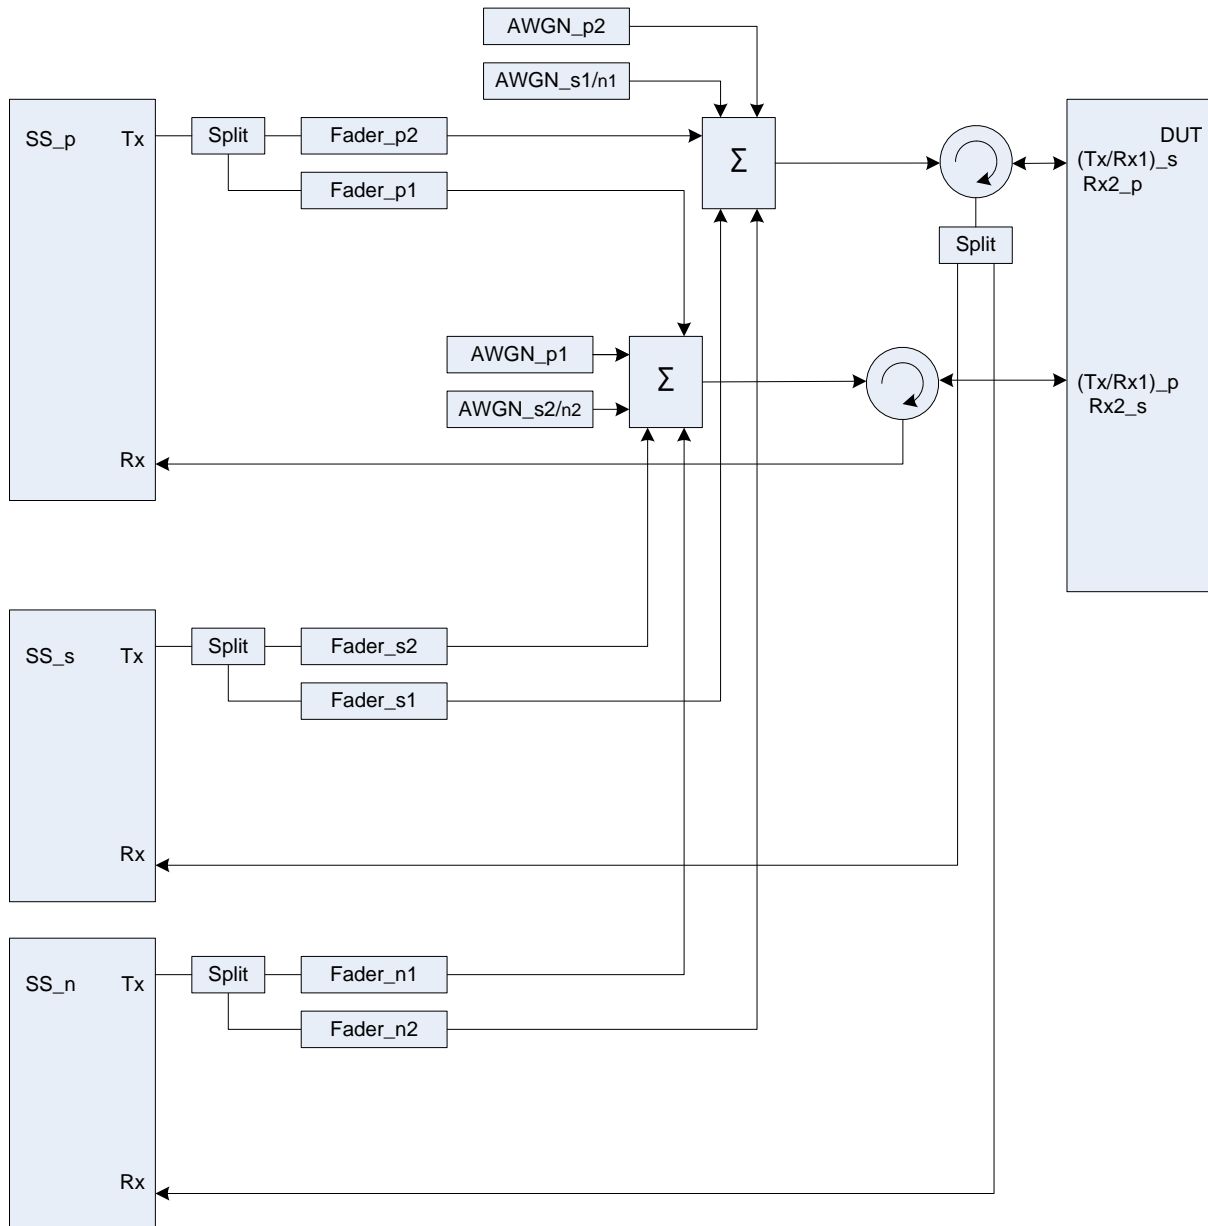 AWGN_p2
AWGN_s1/n1
SS_p
Tx
Split
Fader_p2
Fader_p1
Σ
DUT
(Tx/Rx1)_s
Rx2_p
Split
AWGN_p1
AWGN_s2/n2
Σ
(Tx/Rx1)_p
Rx2_s
Rx
SS_s
Tx
Split
Fader_s2
Fader_s1
Rx
SS_n
Tx
Split
Fader_n1
Fader_n2
Rx